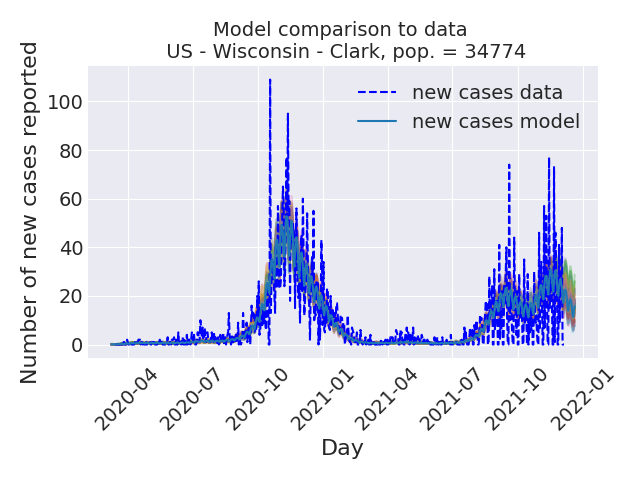 Model comparison to data
US - Wisconsin - Clark, pop. = 34774
Number of new cases reported
100
80
60
40
20
0
new cases data
new cases model
2020-04
2020-07
2020-10
2021-01
2021-04
2021-07
2021-10
2022-01
Day